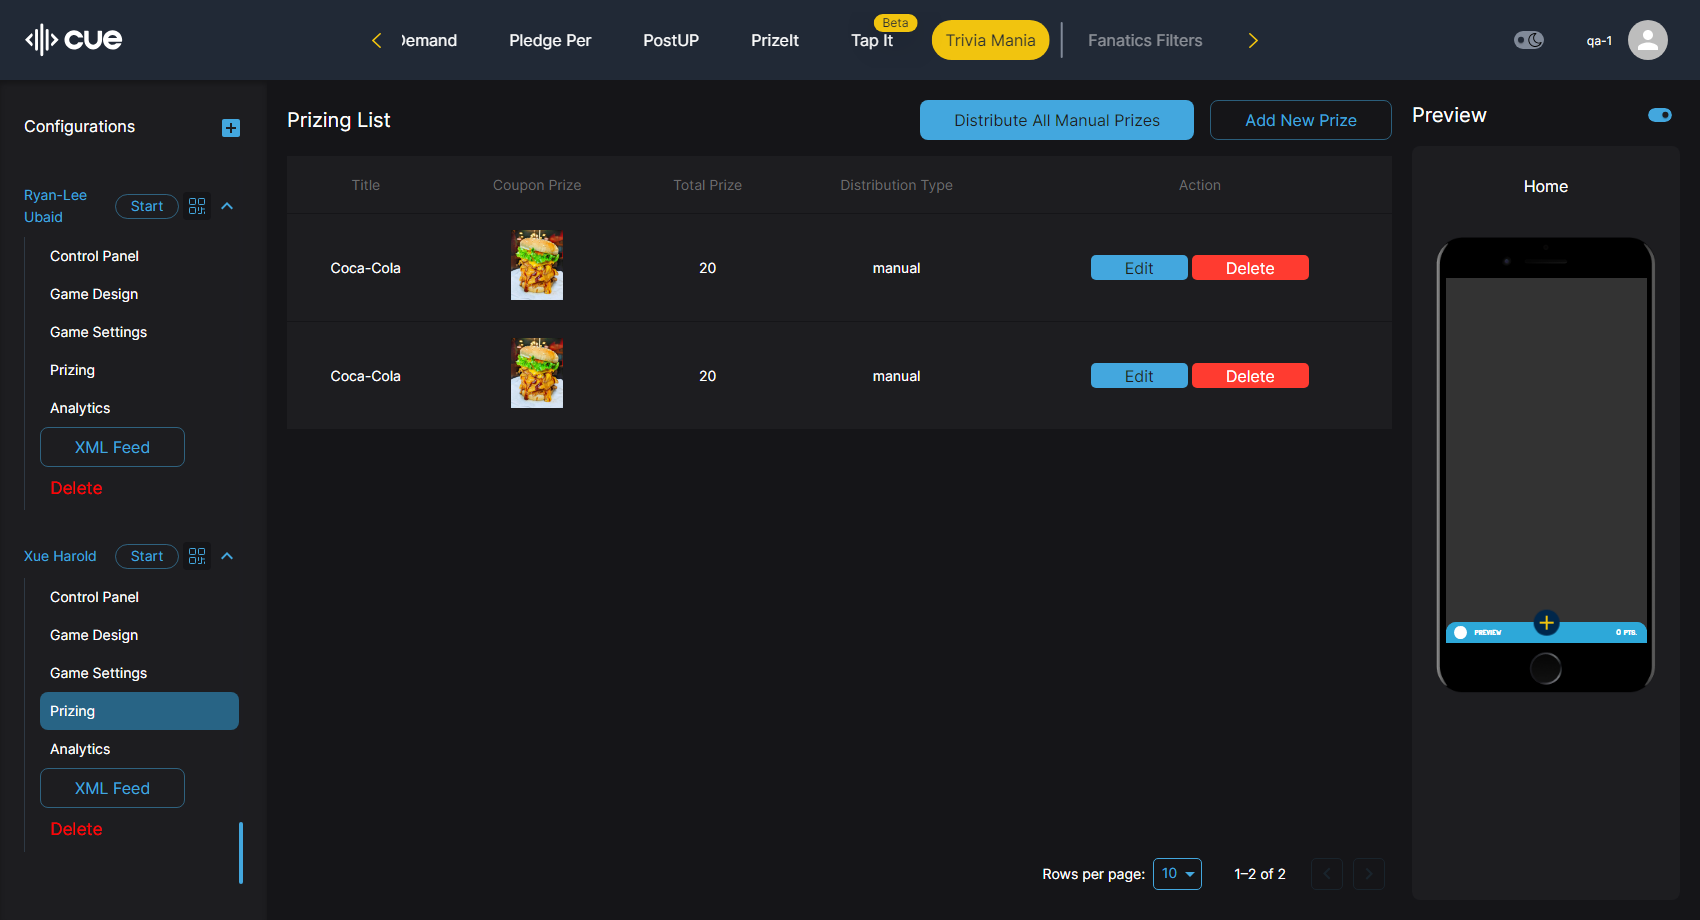 cue
Demand
Pledge Per
PostUP
PrizeIt
Tap It
Beta
Trivia Mania
Fanatics Filters
qa-1
Configurations
Ryan-Lee
Ubaid
Start
Control Panel
Game Design
Game Settings
Prizing
Analytics
XML Feed
Delete
Xue Harold
Start
Control Panel
Game Design
Game Settings
Prizing
Analytics
XML Feed
Delete
Prizing List
Distribute All Manual Prizes
Add New Prize
Title Coupon Prize Total Prize Distribution Type Action
Coca-Cola 20 manual Edit Delete
Coca-Cola 20 manual Edit Delete
Rows per page: 10 1–2 of 2
Preview
Home
PREVIEW
0 PTS.